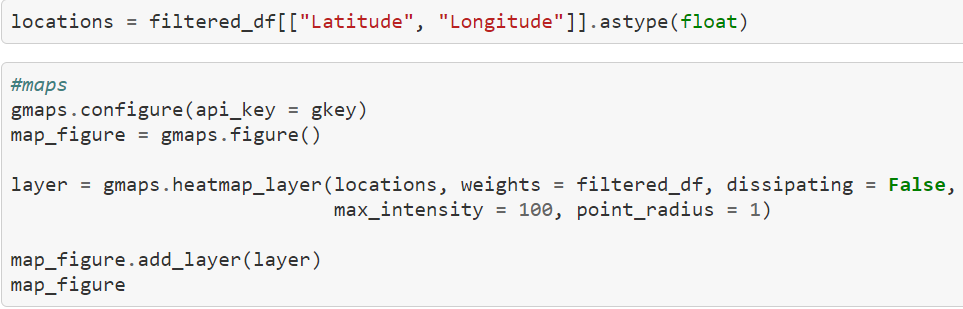 locations = filtered_df[["Latitude", "Longitude"]].astype(float)
#maps
gmaps.configure(api_key = gkey)
map_figure = gmaps.figure()
layer = gmaps.heatmap_layer(locations, weights = filtered_df, dissipating = False,
max_intensity = 100, point_radius = 1)
map_figure.add_layer(layer)
map_figure